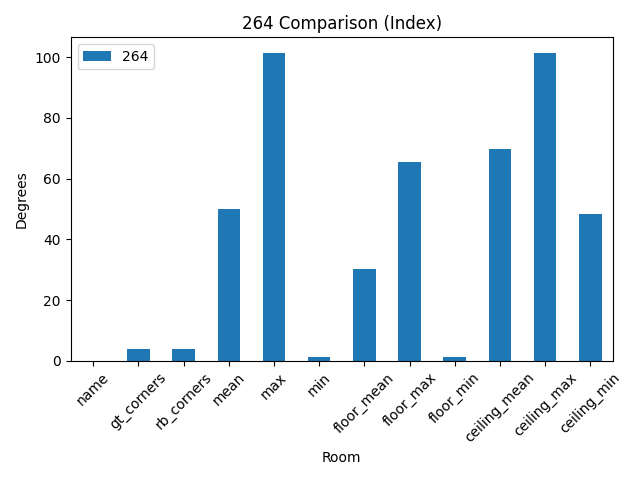 264 Comparison (Index)
264
Degrees
100
80
60
40
20
0
name
gt_corners
rb_corners
mean
max
min
floor_mean
floor_max
floor_min
ceiling_mean
ceiling_max
ceiling_min
Room